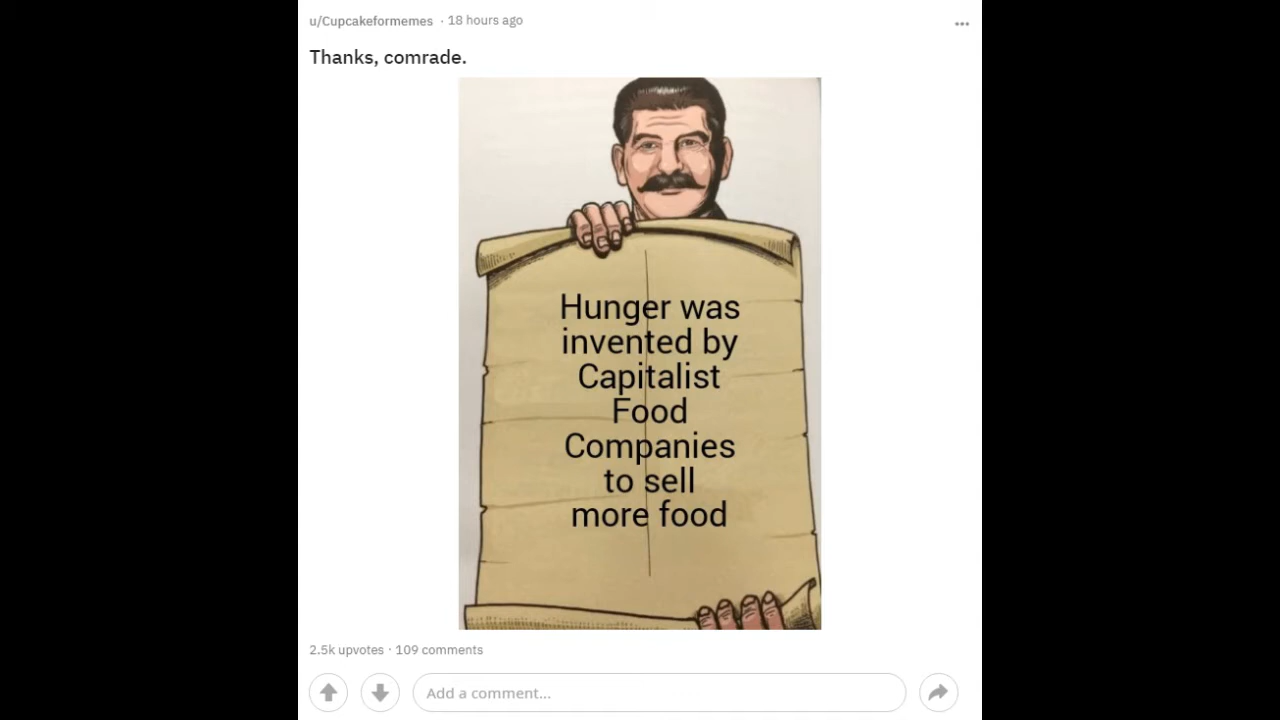 u/Cupcakeformemes · 18 hours ago
Thanks, comrade.
Hunger was
invented by
Capitalist
Food
Companies
to sell
more food
2.5k upvotes · 109 comments
Add a comment...